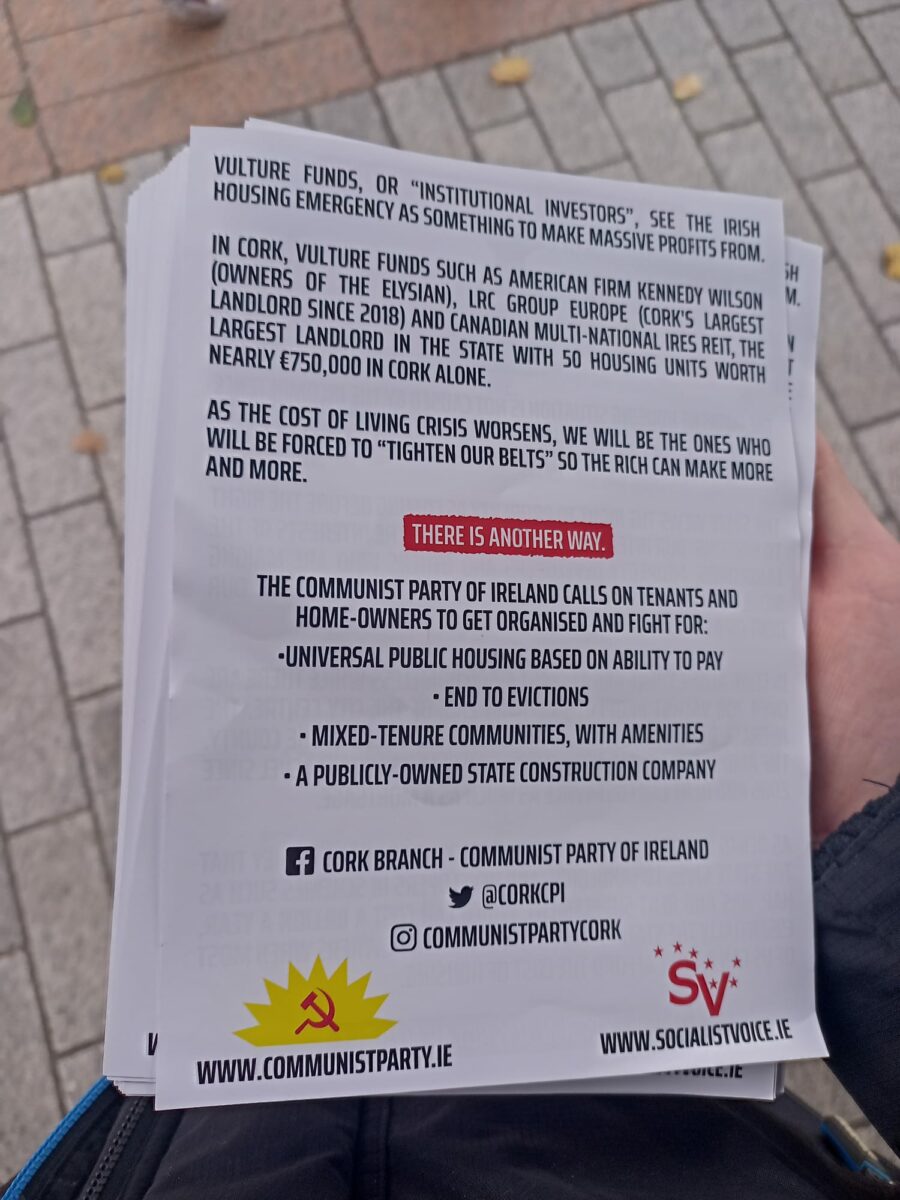 VULTURE FUNDS, OR "INSTITUTIONAL INVESTORS", SEE THE IRISH
HOUSING EMERGENCY AS SOMETHING TO MAKE MASSIVE PROFITS FROM.
IN CORK, VULTURE FUNDS SUCH AS AMERICAN FIRM KENNEDY WILSON
(OWNERS OF THE ELYSIAN), LRC GROUP EUROPE (CORK'S LARGEST
LANDLORD SINCE 2018) AND CANADIAN MULTI-NATIONAL IRES REIT, THE
LARGEST LANDLORD IN THE STATE WITH 50 HOUSING UNITS WORTH
NEARLY €750,000 IN CORK ALONE.
AS THE COST OF LIVING CRISIS WORSENS, WE WILL BE THE ONES WHO
WILL BE FORCED TO "TIGHTEN OUR BELTS" SO THE RICH CAN MAKE MORE
AND MORE.
THERE IS ANOTHER WAY.
THE COMMUNIST PARTY OF IRELAND CALLS ON TENANTS AND
HOME-OWNERS TO GET ORGANISED AND FIGHT FOR:
•UNIVERSAL PUBLIC HOUSING BASED ON ABILITY TO PAY
• END TO EVICTIONS
• MIXED-TENURE COMMUNITIES, WITH AMENITIES
• A PUBLICLY-OWNED STATE CONSTRUCTION COMPANY
CORK BRANCH - COMMUNIST PARTY OF IRELAND
@CORKCPI
COMMUNISTPARTYCORK
SV
WWW.COMMUNISTPARTY.IE
WWW.SOCIALISTVOICE.IE